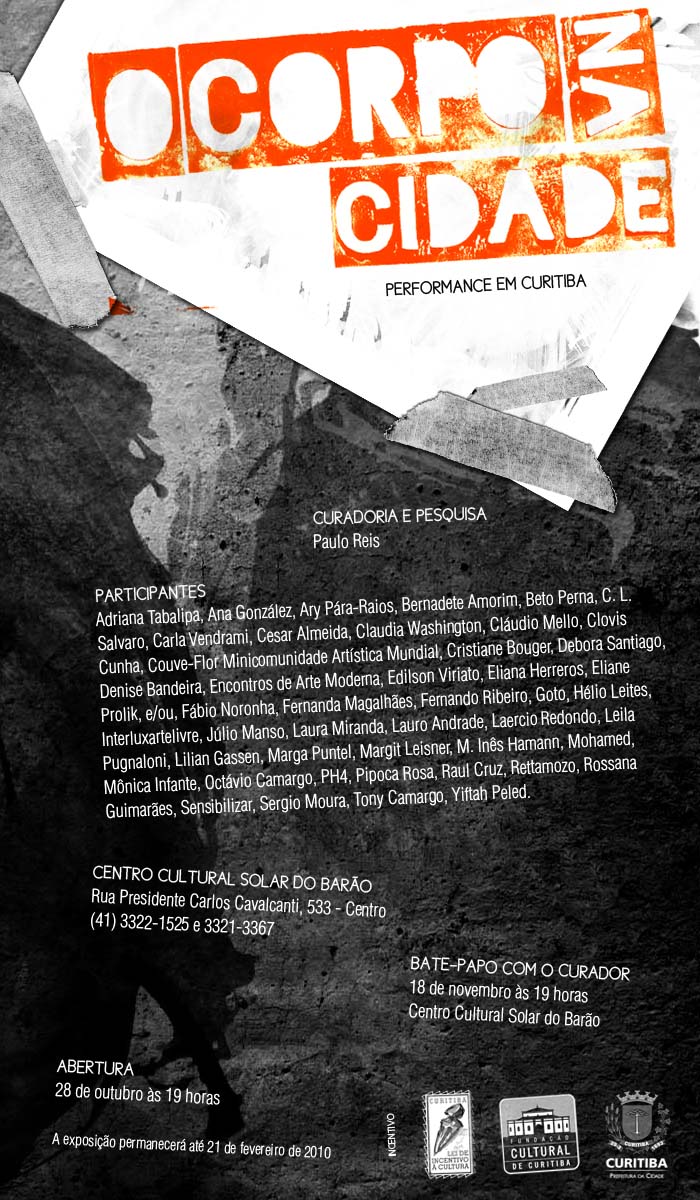 O CORPO NA
CIDADE
PERFORMANCE EM CURITIBA
CURADORIA E PESQUISA
Paulo Reis
PARTICIPANTES
Adriana Tabalipa, Ana González, Ary Pára-Raios, Bernadete Amorim, Beto Perna, C. L.
Salvaro, Carla Vendrami, Cesar Almeida, Claudia Washington, Cláudio Mello, Clovis
Cunha, Couve-Flor Minicomunidade Artística Mundial, Cristiane Bouger, Debora Santiago,
Denise Bandeira, Encontros de Arte Moderna, Edilson Viriato, Eliana Herreros, Eliane
Prolik, e/ou, Fábio Noronha, Fernanda Magalhães, Fernando Ribeiro, Goto, Hélio Leites,
Interluxartelivre, Júlio Manso, Laura Miranda, Lauro Andrade, Laercio Redondo, Leila
Pugnaloni, Lilian Gassen, Marga Puntel, Margit Leisner, M. Inês Hamann, Mohamed,
Mônica Infante, Octávio Camargo, PH4, Pipoca Rosa, Raul Cruz, Rettamozo, Rossana
Guimarães, Sensibilizar, Sergio Moura, Tony Camargo, Yiftah Peled.
CENTRO CULTURAL SOLAR DO BARÃO
Rua Presidente Carlos Cavalcanti, 533 - Centro
(41) 3322-1525 e 3321-3367
BATE-PAPO COM O CURADOR
18 de novembro às 19 horas
Centro Cultural Solar do Barão
ABERTURA
28 de outubro às 19 horas
A exposição permanecerá até 21 de fevereiro de 2010
INCENTIVO
CURITIBA
LEI DE
INCENTIVO
À CULTURA
FUNDAÇÃO
CULTURAL
DE CURITIBA
CURITIBA
CURITIBA
PREFEITURA DA CIDADE